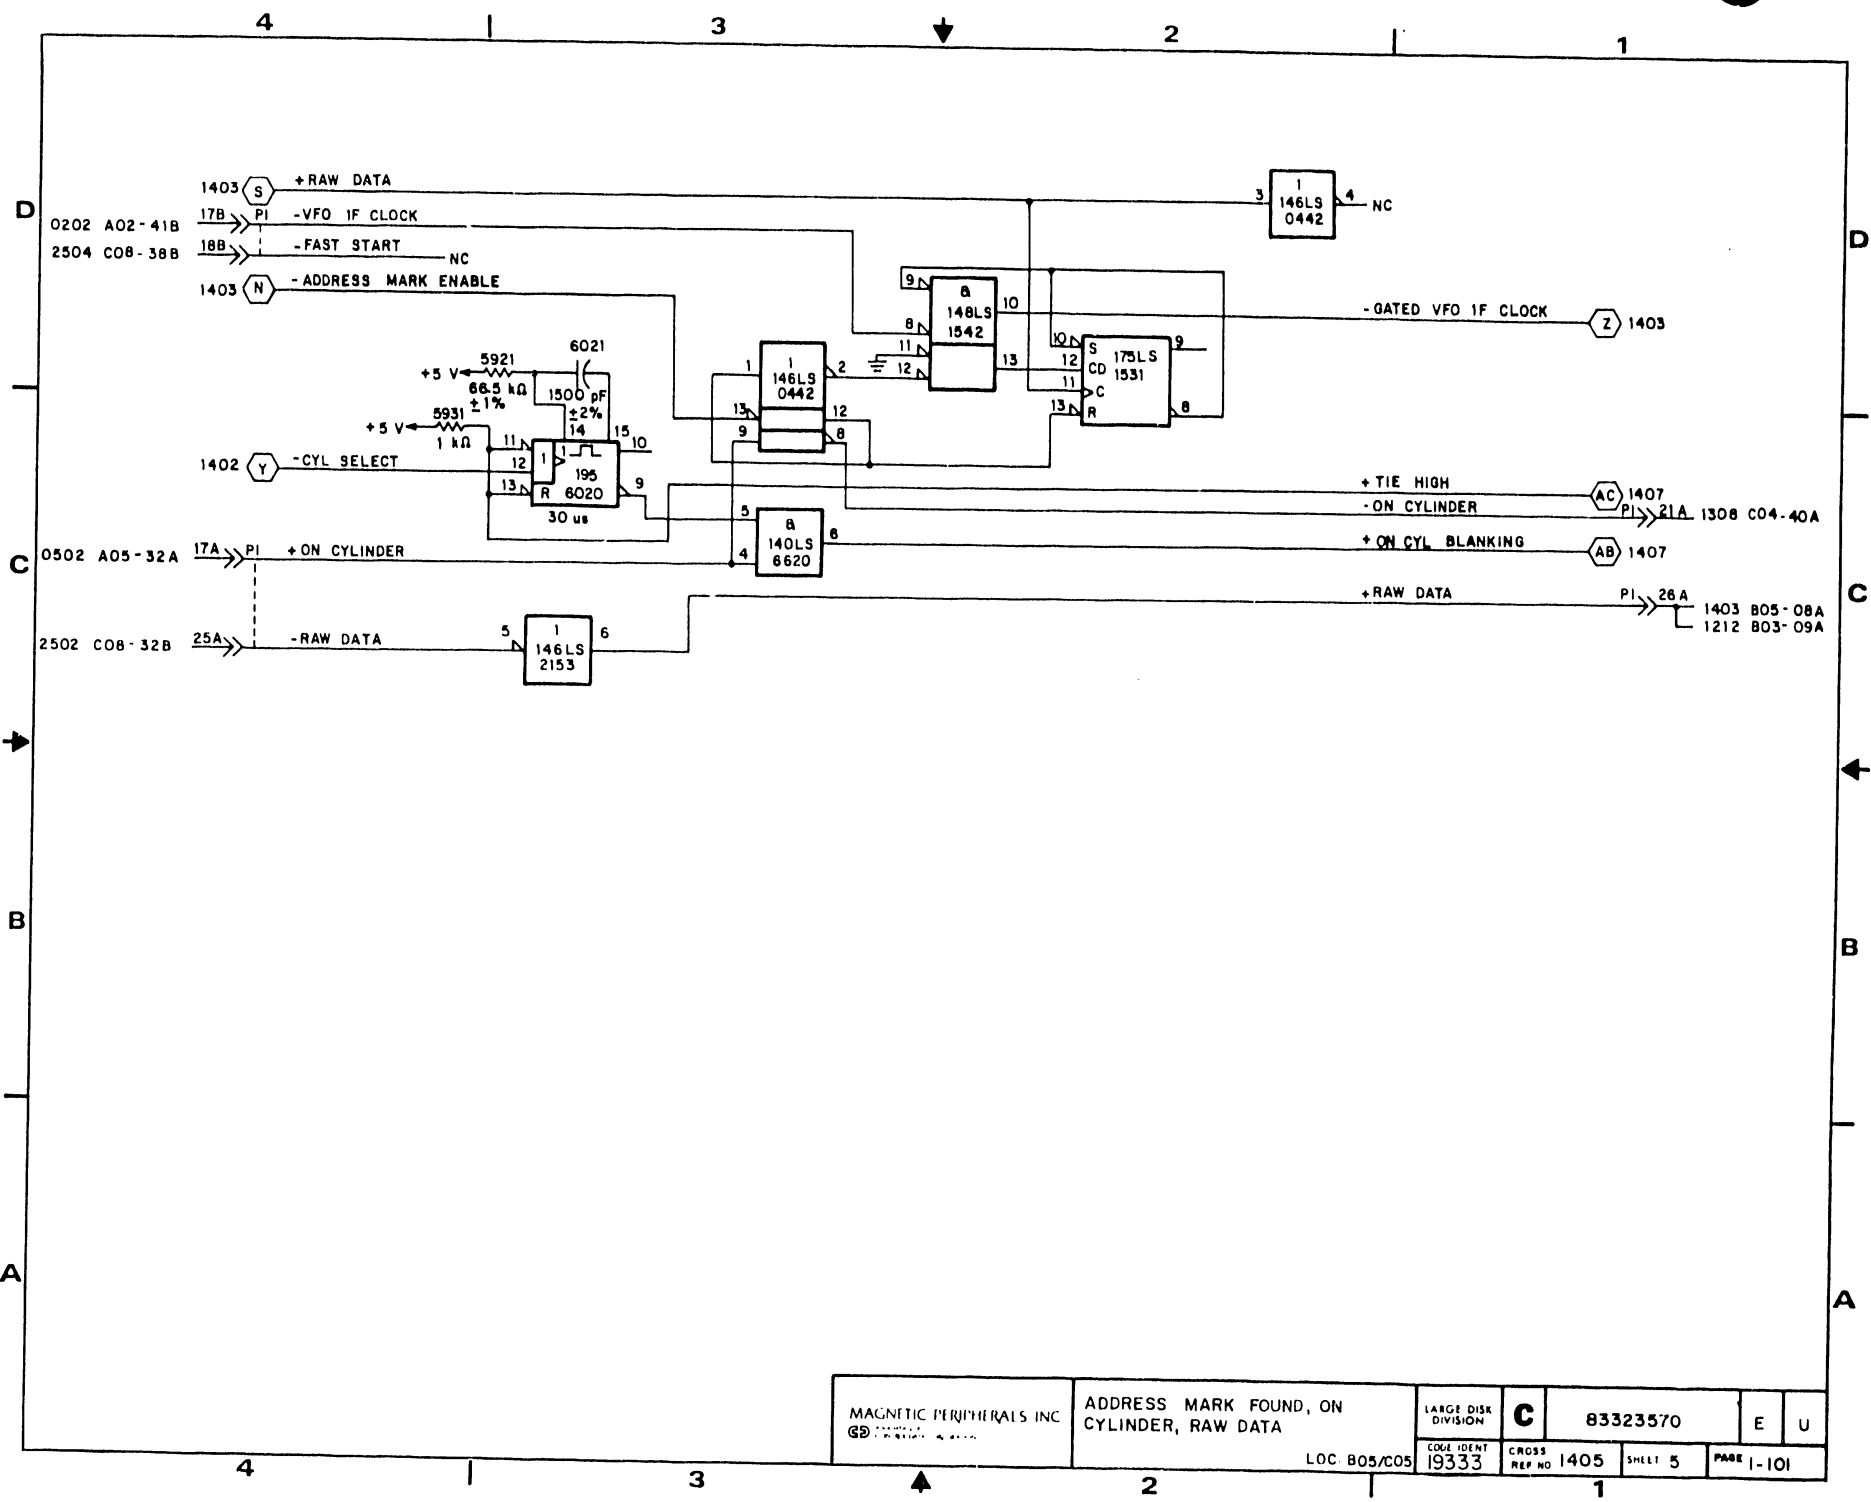 4 3 2 1
D
1403 S +RAW DATA
0202 A02-41B 17B P1 -VFO 1F CLOCK
2504 C08-38B 18B -FAST START NC
1403 N -ADDRESS MARK ENABLE
3 1 146LS 0442 4 NC
D
9 & 148LS 1542 10
8
11
12 13
-GATED VFO 1F CLOCK Z 1403
10 S 175LS 1531 9
12 CD
11 C
13 R 8
5921 6021
+5 V 66.5 kΩ ±1% 1500 pF ±2%
5931
+5 V 1 kΩ
14 15
1402 Y -CYL SELECT
11 1 10
12 1 195
13 R 6020 9
30 us
1 1 146LS 0442 2
13 12
9 8
+TIE HIGH AC 1407
-ON CYLINDER P1 21A 1308 C04-40A
5 & 140LS 6620 6
4
+ON CYL BLANKING AB 1407
C
0502 A05-32A 17A P1 +ON CYLINDER
+RAW DATA P1 26A 1403 B05-08A
1212 B03-09A
C
2502 C08-32B 25A -RAW DATA 5 1 146LS 2153 6
B
B
A
A
MAGNETIC PERIPHERALS INC
ADDRESS MARK FOUND, ON
CYLINDER, RAW DATA
LOC. B05/C05
LARGE DISK
DIVISION
C 83323570 E U
CODE IDENT
19333
CROSS
REF NO 1405 SHEET 5 PAGE 1-101
4 3 2 1